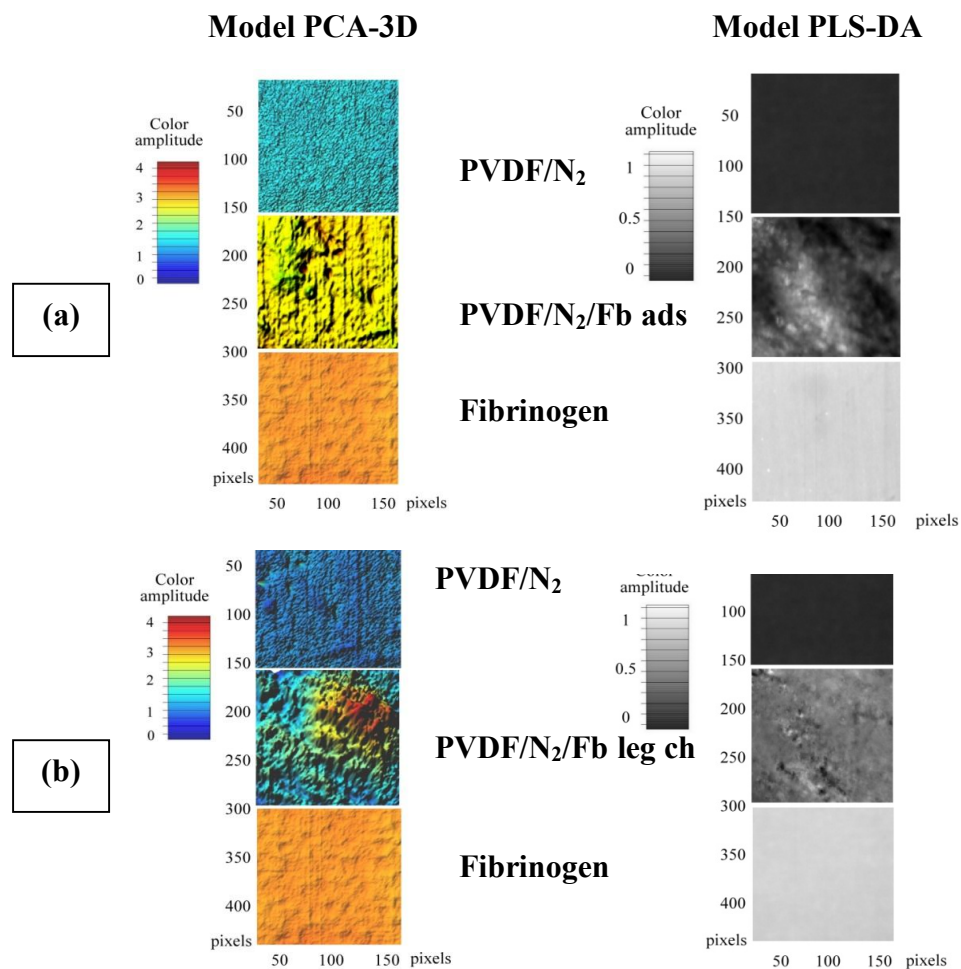 Model PCA-3D
Model PLS-DA
(a)
Color
amplitude
4
3
2
1
0
50
100
150
200
250
300
350
400
pixels
50 100 150 pixels
PVDF/N₂
PVDF/N₂/Fb ads
Fibrinogen
Color
amplitude
1
0.5
0
50
100
150
200
250
300
350
400
pixels
50 100 150 pixels
(b)
Color
amplitude
4
3
2
1
0
50
100
150
200
250
300
350
400
50 100 150 pixels
PVDF/N₂
PVDF/N₂/Fb leg ch
Fibrinogen
Color
amplitude
1
0.5
0
100
150
200
250
300
350
400
50 100 150 pixels